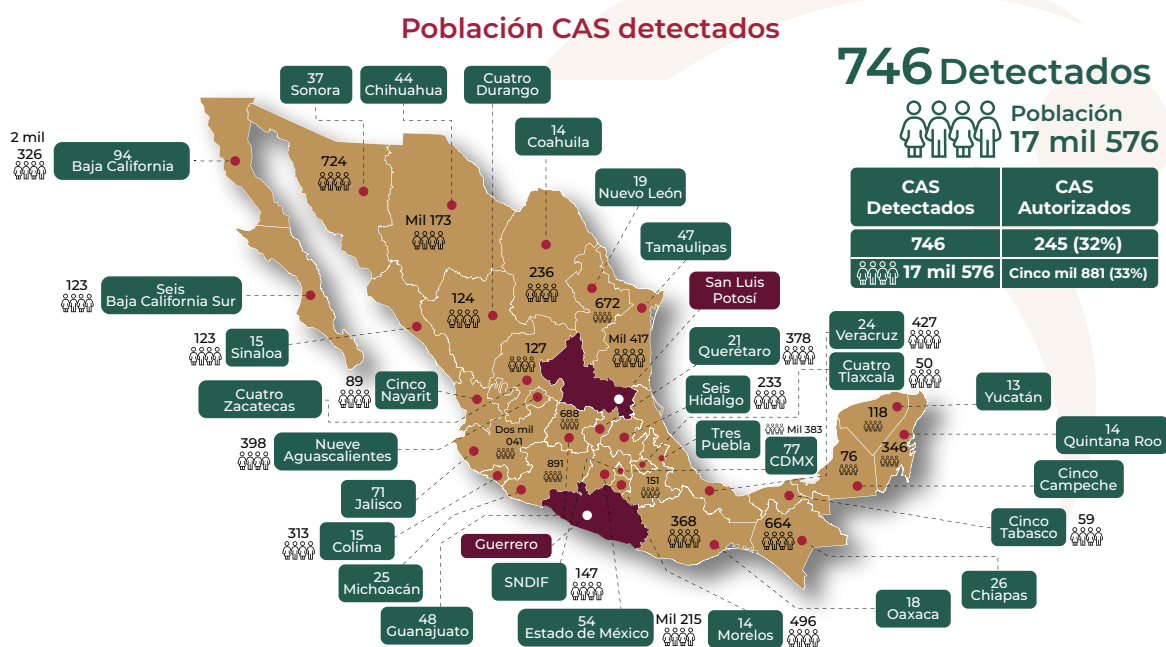 Población CAS detectados
746 Detectados
Población
17 mil 576
CAS
Detectados
CAS
Autorizados
746
245 (32%)
17 mil 576
Cinco mil 881 (33%)
37
Sonora
44
Chihuahua
Cuatro
Durango
14
Coahuila
19
Nuevo León
47
Tamaulipas
San Luis
Potosí
2 mil
326
94
Baja California
724
Mil 173
236
672
Mil 417
124
127
123
Seis
Baja California Sur
123
15
Sinaloa
89
Cinco
Nayarit
Cuatro
Zacatecas
398
Nueve
Aguascalientes
71
Jalisco
313
15
Colima
25
Michoacán
48
Guanajuato
Guerrero
SNDIF
147
54
Estado de México
Mil 215
14
Morelos
496
18
Oaxaca
26
Chiapas
Cinco
Tabasco
59
Cinco
Campeche
14
Quintana Roo
13
Yucatán
24
Veracruz
427
Cuatro
Tlaxcala
50
21
Querétaro
378
Seis
Hidalgo
233
Tres
Puebla
Mil 383
77
CDMX
688
Dos mil
041
891
151
368
664
76
118
346